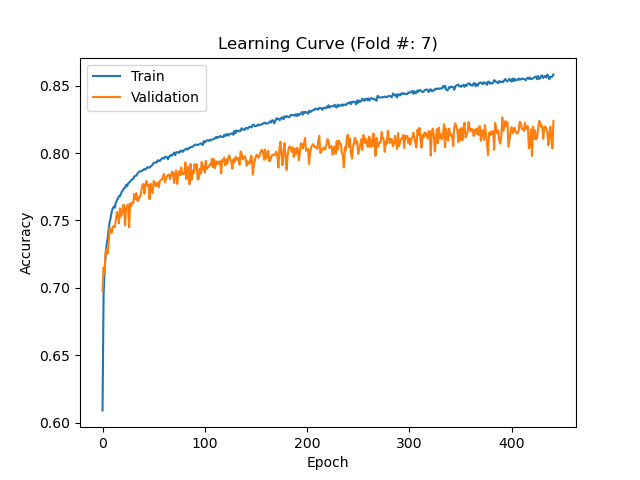 Learning Curve (Fold #: 7)
Train
Validation
0.85
0.80
0.75
0.70
0.65
0.60
Accuracy
0 100 200 300 400
Epoch